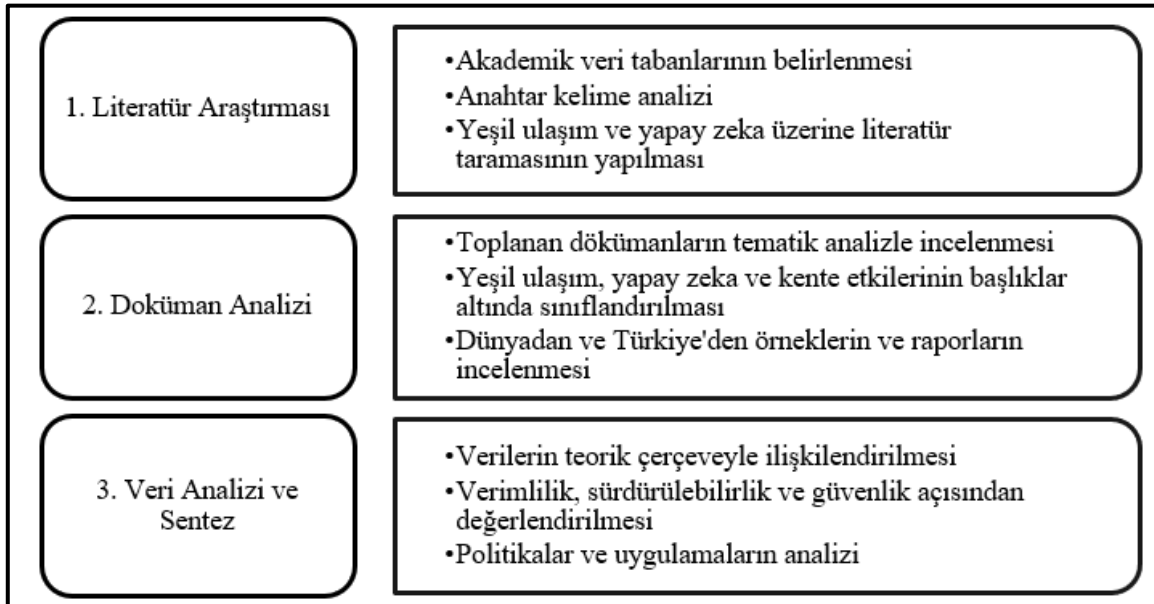 1. Literatür Araştırması
•Akademik veri tabanlarının belirlenmesi
•Anahtar kelime analizi
•Yeşil ulaşım ve yapay zeka üzerine literatür
taramasının yapılması
2. Doküman Analizi
•Toplanan dökümanların tematik analizle incelenmesi
•Yeşil ulaşım, yapay zeka ve kente etkilerinin başlıklar
altında sınıflandırılması
•Dünyadan ve Türkiye'den örneklerin ve raporların
incelenmesi
3. Veri Analizi ve
Sentez
•Verilerin teorik çerçeveyle ilişkilendirilmesi
•Verimlilik, sürdürülebilirlik ve güvenlik açısından
değerlendirilmesi
•Politikalar ve uygulamaların analizi